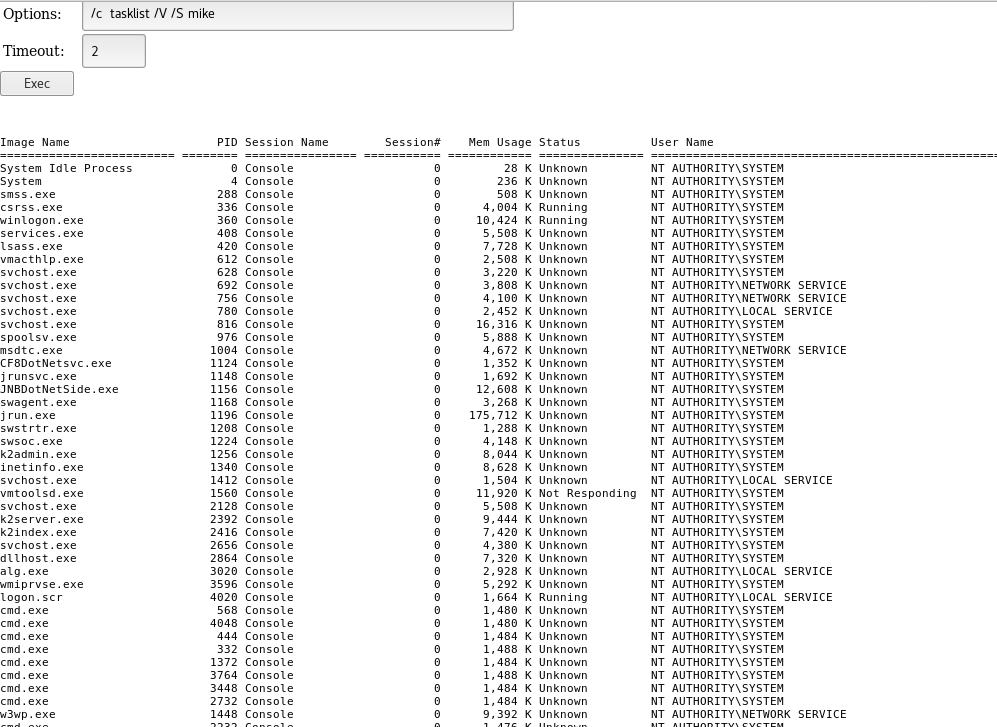 Options: /c tasklist /V /S mike
Timeout: 2
Exec
Image Name PID Session Name Session# Mem Usage Status User Name
========================= ======== ================ =========== ============ =============== ==================================================
System Idle Process 0 Console 0 28 K Unknown NT AUTHORITY\SYSTEM
System 4 Console 0 236 K Unknown NT AUTHORITY\SYSTEM
smss.exe 288 Console 0 508 K Unknown NT AUTHORITY\SYSTEM
csrss.exe 336 Console 0 4,004 K Running NT AUTHORITY\SYSTEM
winlogon.exe 360 Console 0 10,424 K Running NT AUTHORITY\SYSTEM
services.exe 408 Console 0 5,508 K Unknown NT AUTHORITY\SYSTEM
lsass.exe 420 Console 0 7,728 K Unknown NT AUTHORITY\SYSTEM
vmacthlp.exe 612 Console 0 2,508 K Unknown NT AUTHORITY\SYSTEM
svchost.exe 628 Console 0 3,220 K Unknown NT AUTHORITY\SYSTEM
svchost.exe 692 Console 0 3,808 K Unknown NT AUTHORITY\NETWORK SERVICE
svchost.exe 756 Console 0 4,100 K Unknown NT AUTHORITY\NETWORK SERVICE
svchost.exe 780 Console 0 2,452 K Unknown NT AUTHORITY\LOCAL SERVICE
svchost.exe 816 Console 0 16,316 K Unknown NT AUTHORITY\SYSTEM
spoolsv.exe 976 Console 0 5,888 K Unknown NT AUTHORITY\SYSTEM
msdtc.exe 1004 Console 0 4,672 K Unknown NT AUTHORITY\NETWORK SERVICE
CF8DotNetsvc.exe 1124 Console 0 1,352 K Unknown NT AUTHORITY\SYSTEM
jrunsvc.exe 1148 Console 0 1,692 K Unknown NT AUTHORITY\SYSTEM
JNBDotNetSide.exe 1156 Console 0 12,608 K Unknown NT AUTHORITY\SYSTEM
swagent.exe 1168 Console 0 3,268 K Unknown NT AUTHORITY\SYSTEM
jrun.exe 1196 Console 0 175,712 K Unknown NT AUTHORITY\SYSTEM
swstrtr.exe 1208 Console 0 1,288 K Unknown NT AUTHORITY\SYSTEM
swsoc.exe 1224 Console 0 4,148 K Unknown NT AUTHORITY\SYSTEM
k2admin.exe 1256 Console 0 8,044 K Unknown NT AUTHORITY\SYSTEM
inetinfo.exe 1340 Console 0 8,628 K Unknown NT AUTHORITY\SYSTEM
svchost.exe 1412 Console 0 1,504 K Unknown NT AUTHORITY\LOCAL SERVICE
vmtoolsd.exe 1560 Console 0 11,920 K Not Responding NT AUTHORITY\SYSTEM
svchost.exe 2128 Console 0 5,508 K Unknown NT AUTHORITY\SYSTEM
k2server.exe 2392 Console 0 9,444 K Unknown NT AUTHORITY\SYSTEM
k2index.exe 2416 Console 0 7,420 K Unknown NT AUTHORITY\SYSTEM
svchost.exe 2656 Console 0 4,380 K Unknown NT AUTHORITY\SYSTEM
dllhost.exe 2864 Console 0 7,320 K Unknown NT AUTHORITY\SYSTEM
alg.exe 3020 Console 0 2,928 K Unknown NT AUTHORITY\LOCAL SERVICE
wmiprvse.exe 3596 Console 0 5,292 K Unknown NT AUTHORITY\SYSTEM
logon.scr 4020 Console 0 1,664 K Running NT AUTHORITY\LOCAL SERVICE
cmd.exe 568 Console 0 1,480 K Unknown NT AUTHORITY\SYSTEM
cmd.exe 4048 Console 0 1,480 K Unknown NT AUTHORITY\SYSTEM
cmd.exe 444 Console 0 1,484 K Unknown NT AUTHORITY\SYSTEM
cmd.exe 332 Console 0 1,488 K Unknown NT AUTHORITY\SYSTEM
cmd.exe 1372 Console 0 1,484 K Unknown NT AUTHORITY\SYSTEM
cmd.exe 3764 Console 0 1,488 K Unknown NT AUTHORITY\SYSTEM
cmd.exe 3448 Console 0 1,484 K Unknown NT AUTHORITY\SYSTEM
cmd.exe 2732 Console 0 1,484 K Unknown NT AUTHORITY\SYSTEM
w3wp.exe 1448 Console 0 9,392 K Unknown NT AUTHORITY\NETWORK SERVICE
cmd.exe 2232 Console 0 1,476 K Unknown NT AUTHORITY\SYSTEM